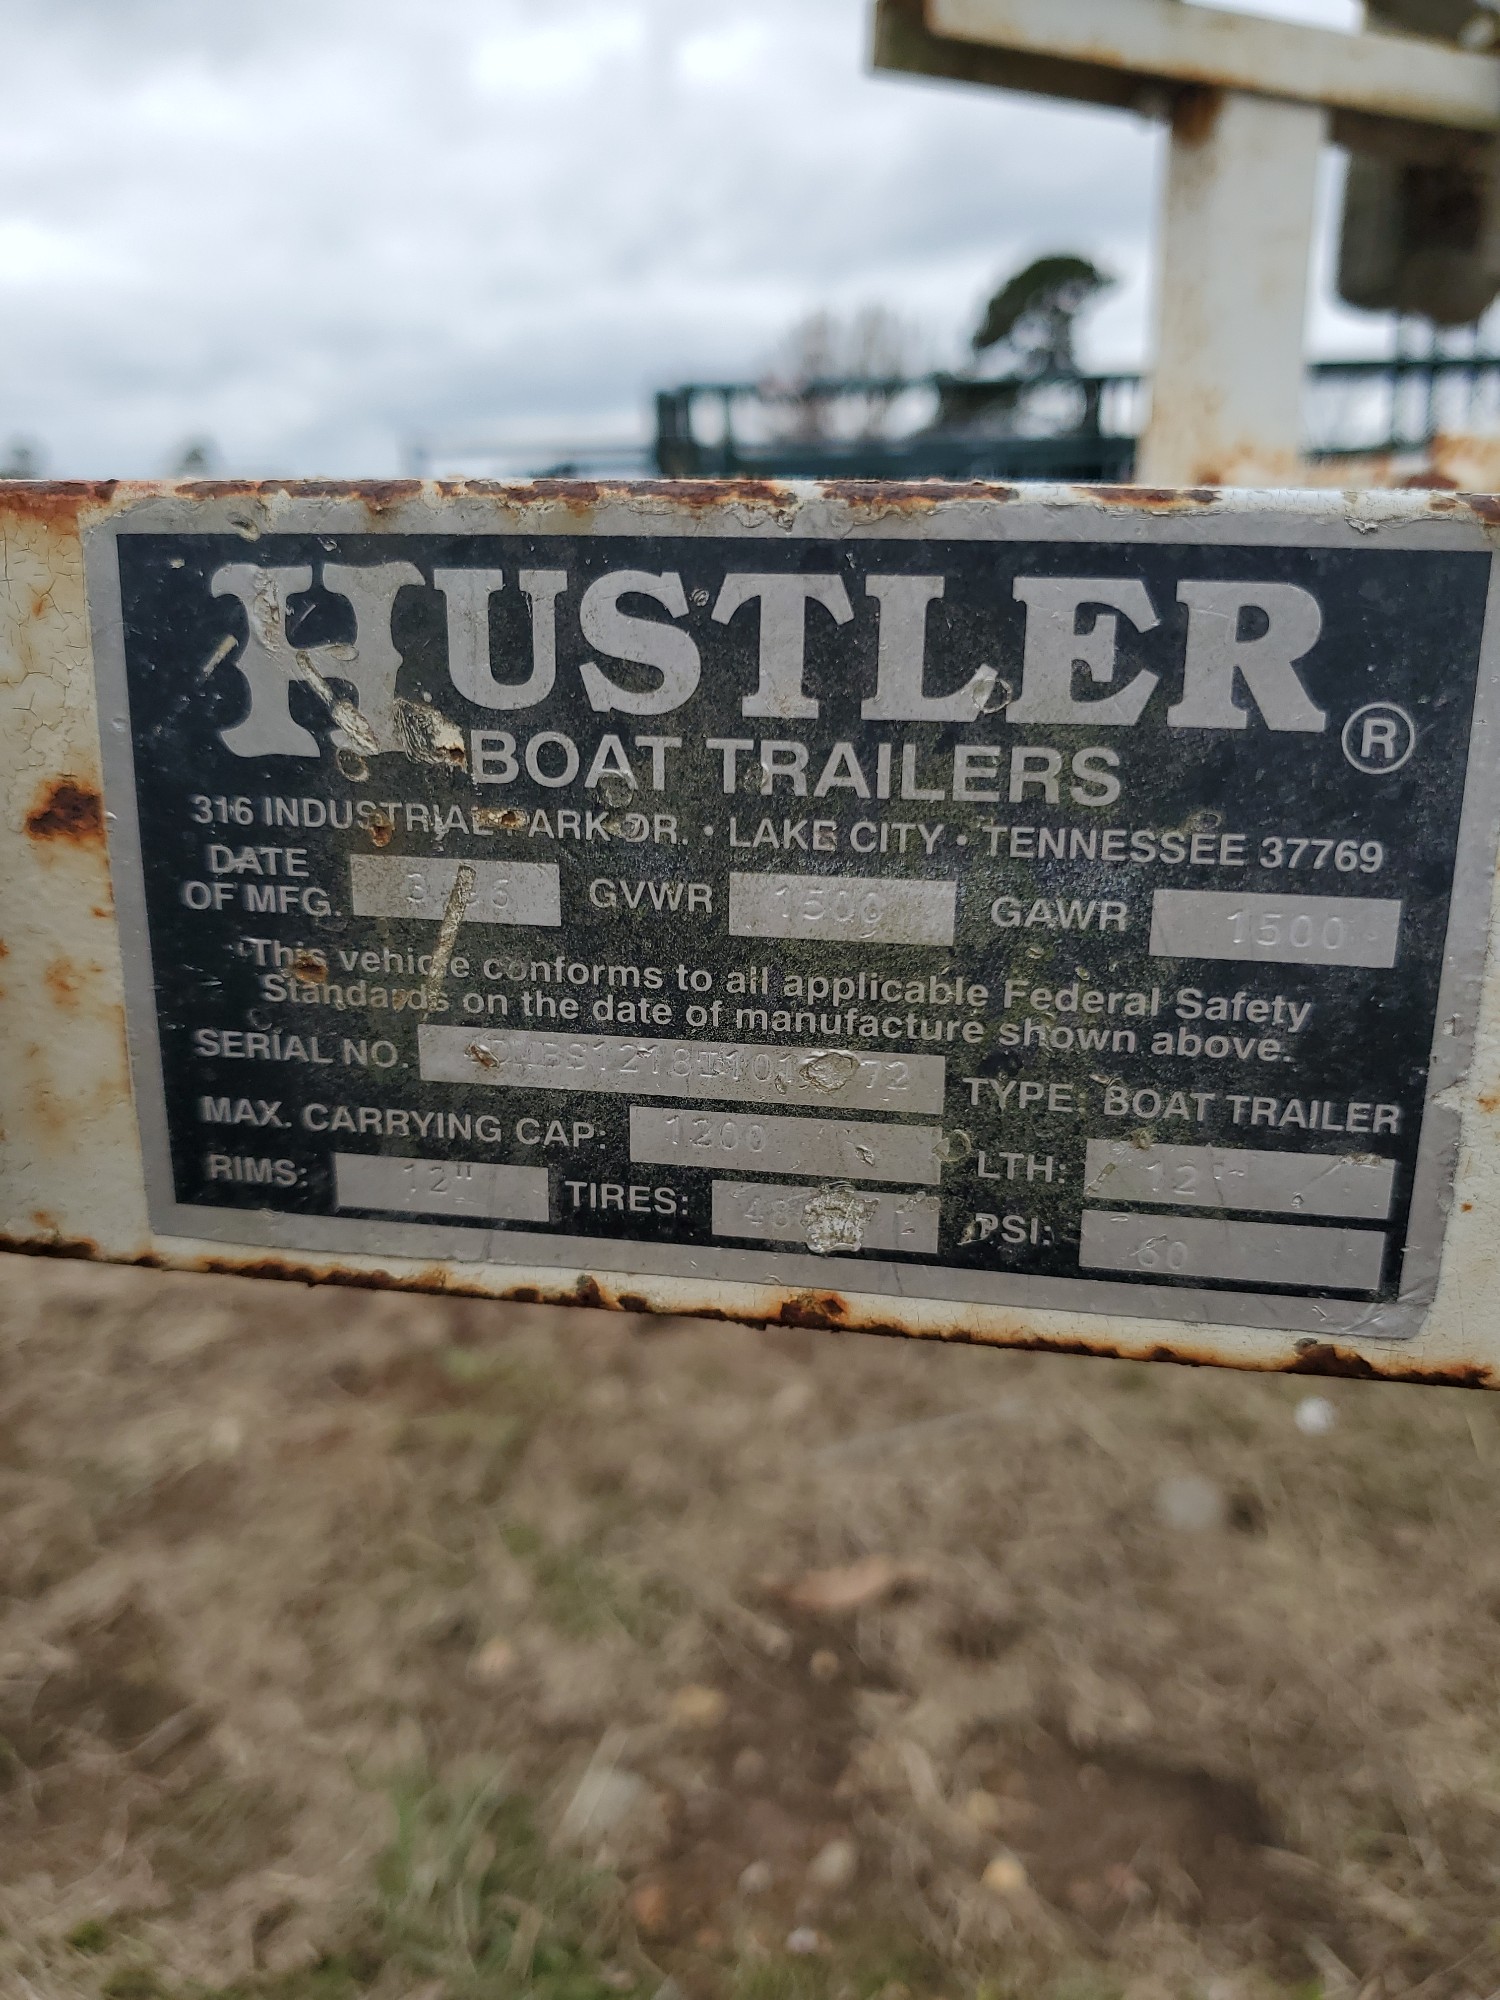 HUSTLER ®
BOAT TRAILERS
316 INDUSTRIAL PARK DR. • LAKE CITY • TENNESSEE 37769
DATE
OF MFG. GVWR 1500 GAWR 1500
This vehicle conforms to all applicable Federal Safety
Standards on the date of manufacture shown above.
SERIAL NO. TYPE: BOAT TRAILER
MAX. CARRYING CAP: 1200 LTH: 12'
RIMS: 12" TIRES: PSI: 60